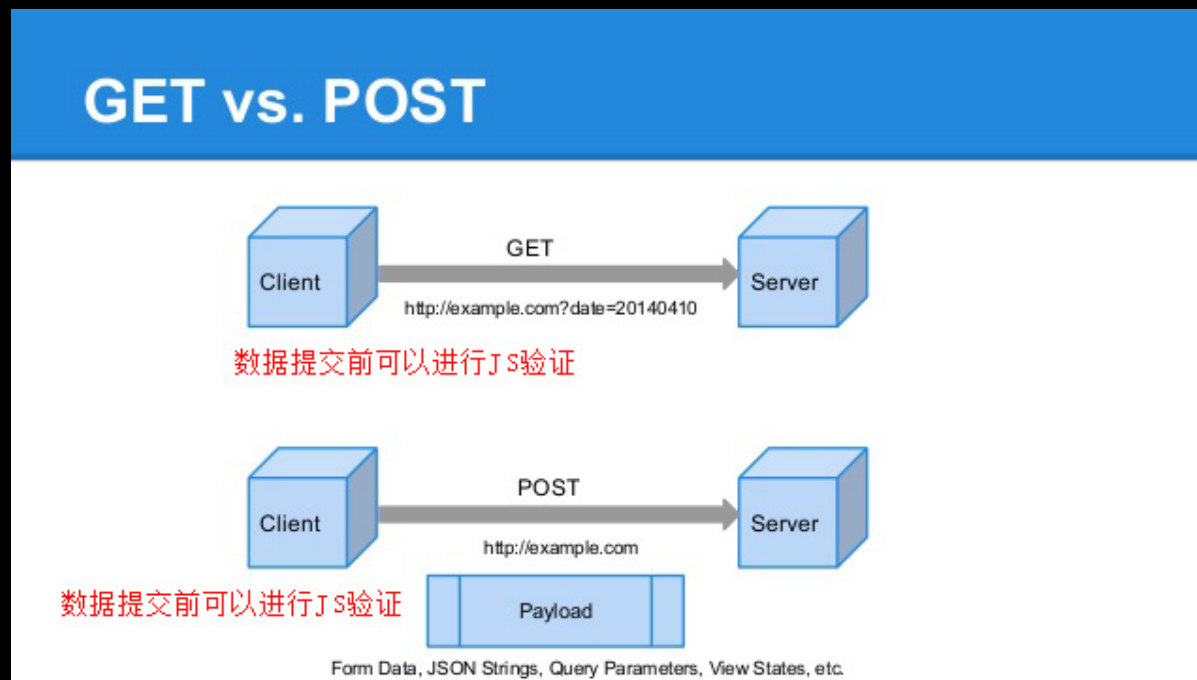 GET vs. POST
GET
Client
Server
http://example.com?date=20140410
数据提交前可以进行JS验证
POST
Client
Server
http://example.com
数据提交前可以进行JS验证
Payload
Form Data, JSON Strings, Query Parameters, View States, etc.